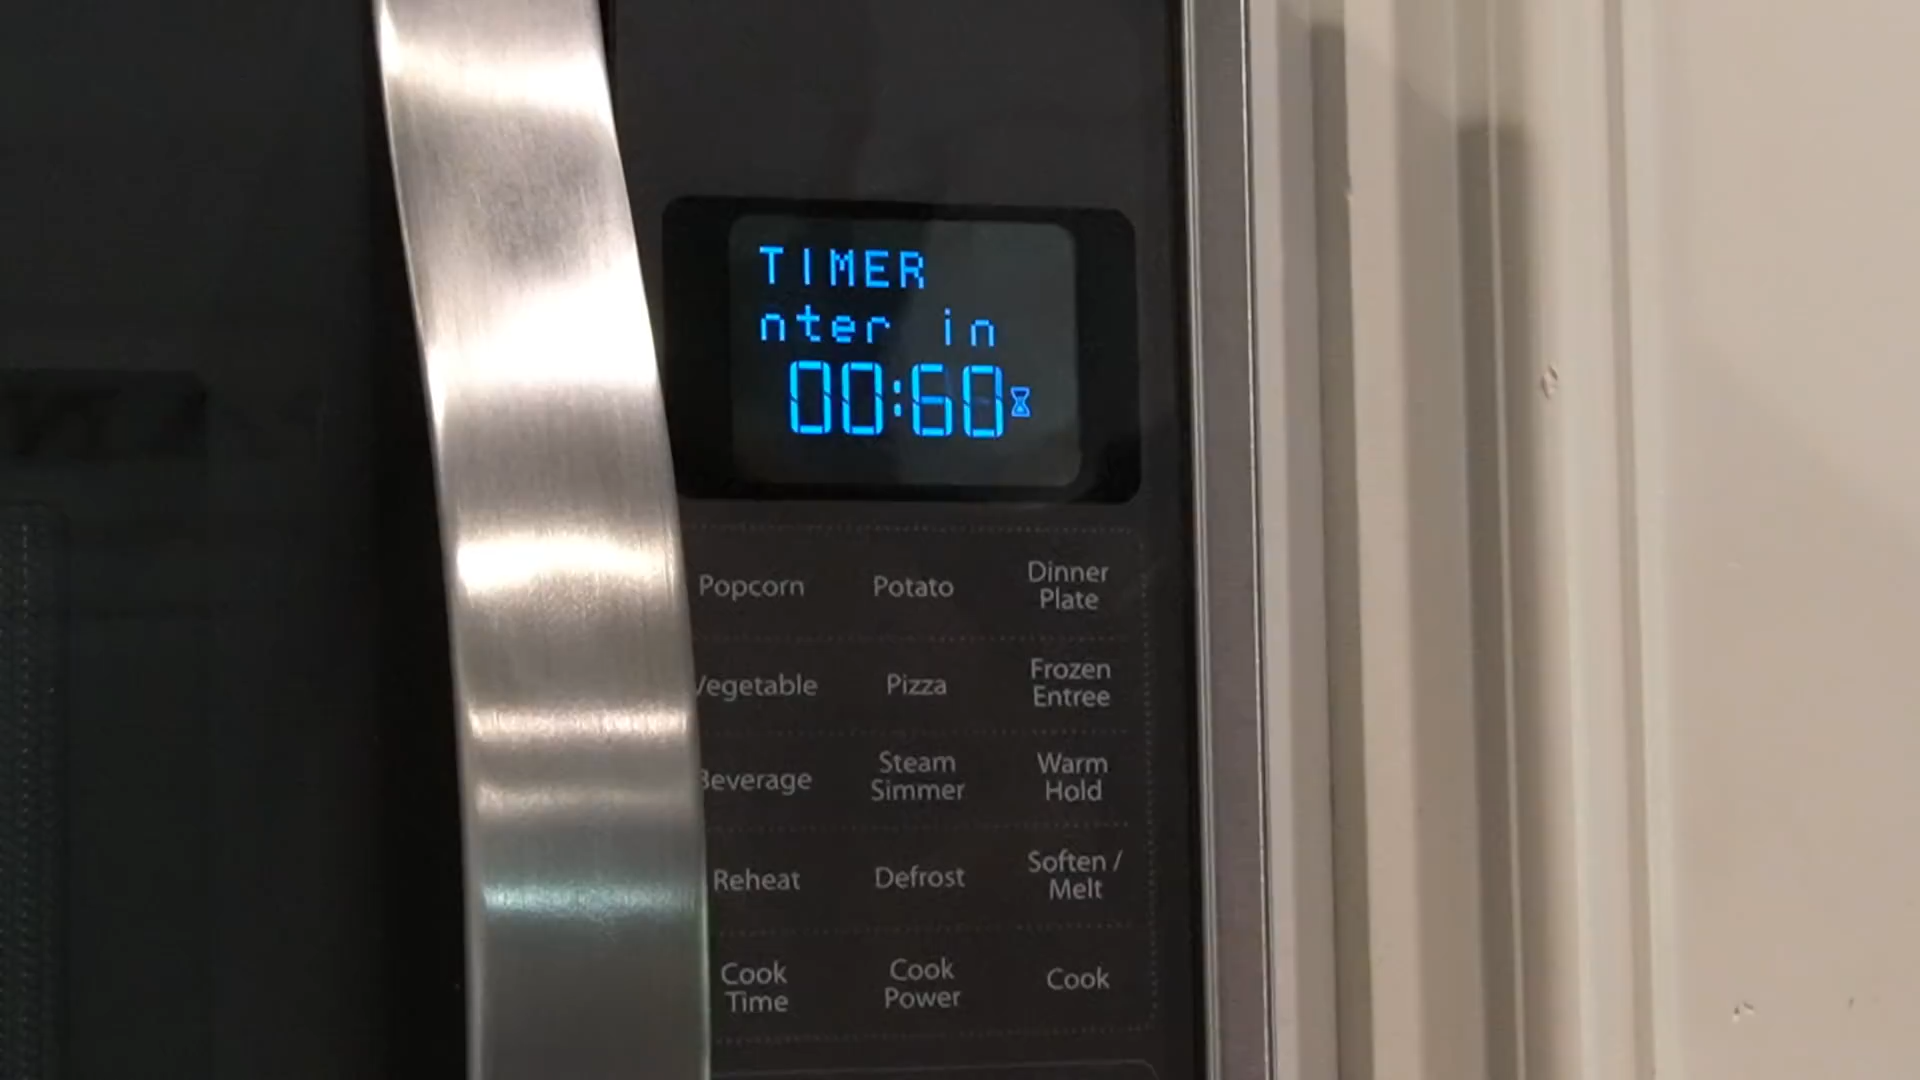 TIMER
nter in
00:60
Popcorn Potato Dinner Plate
Vegetable Pizza Frozen Entree
Beverage Steam Simmer Warm Hold
Reheat Defrost Soften / Melt
Cook Time Cook Power Cook